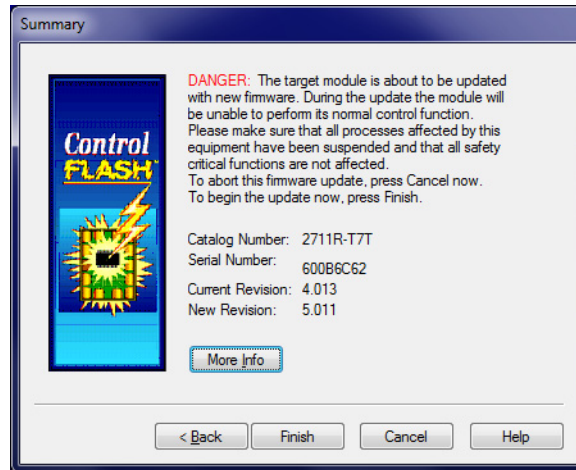 Summary
Control
FLASH
DANGER: The target module is about to be updated
with new firmware. During the update the module will
be unable to perform its normal control function.
Please make sure that all processes affected by this
equipment have been suspended and that all safety
critical functions are not affected.
To abort this firmware update, press Cancel now.
To begin the update now, press Finish.
Catalog Number: 2711R-T7T
Serial Number: 600B6C62
Current Revision: 4.013
New Revision: 5.011
More Info
< Back Finish Cancel Help